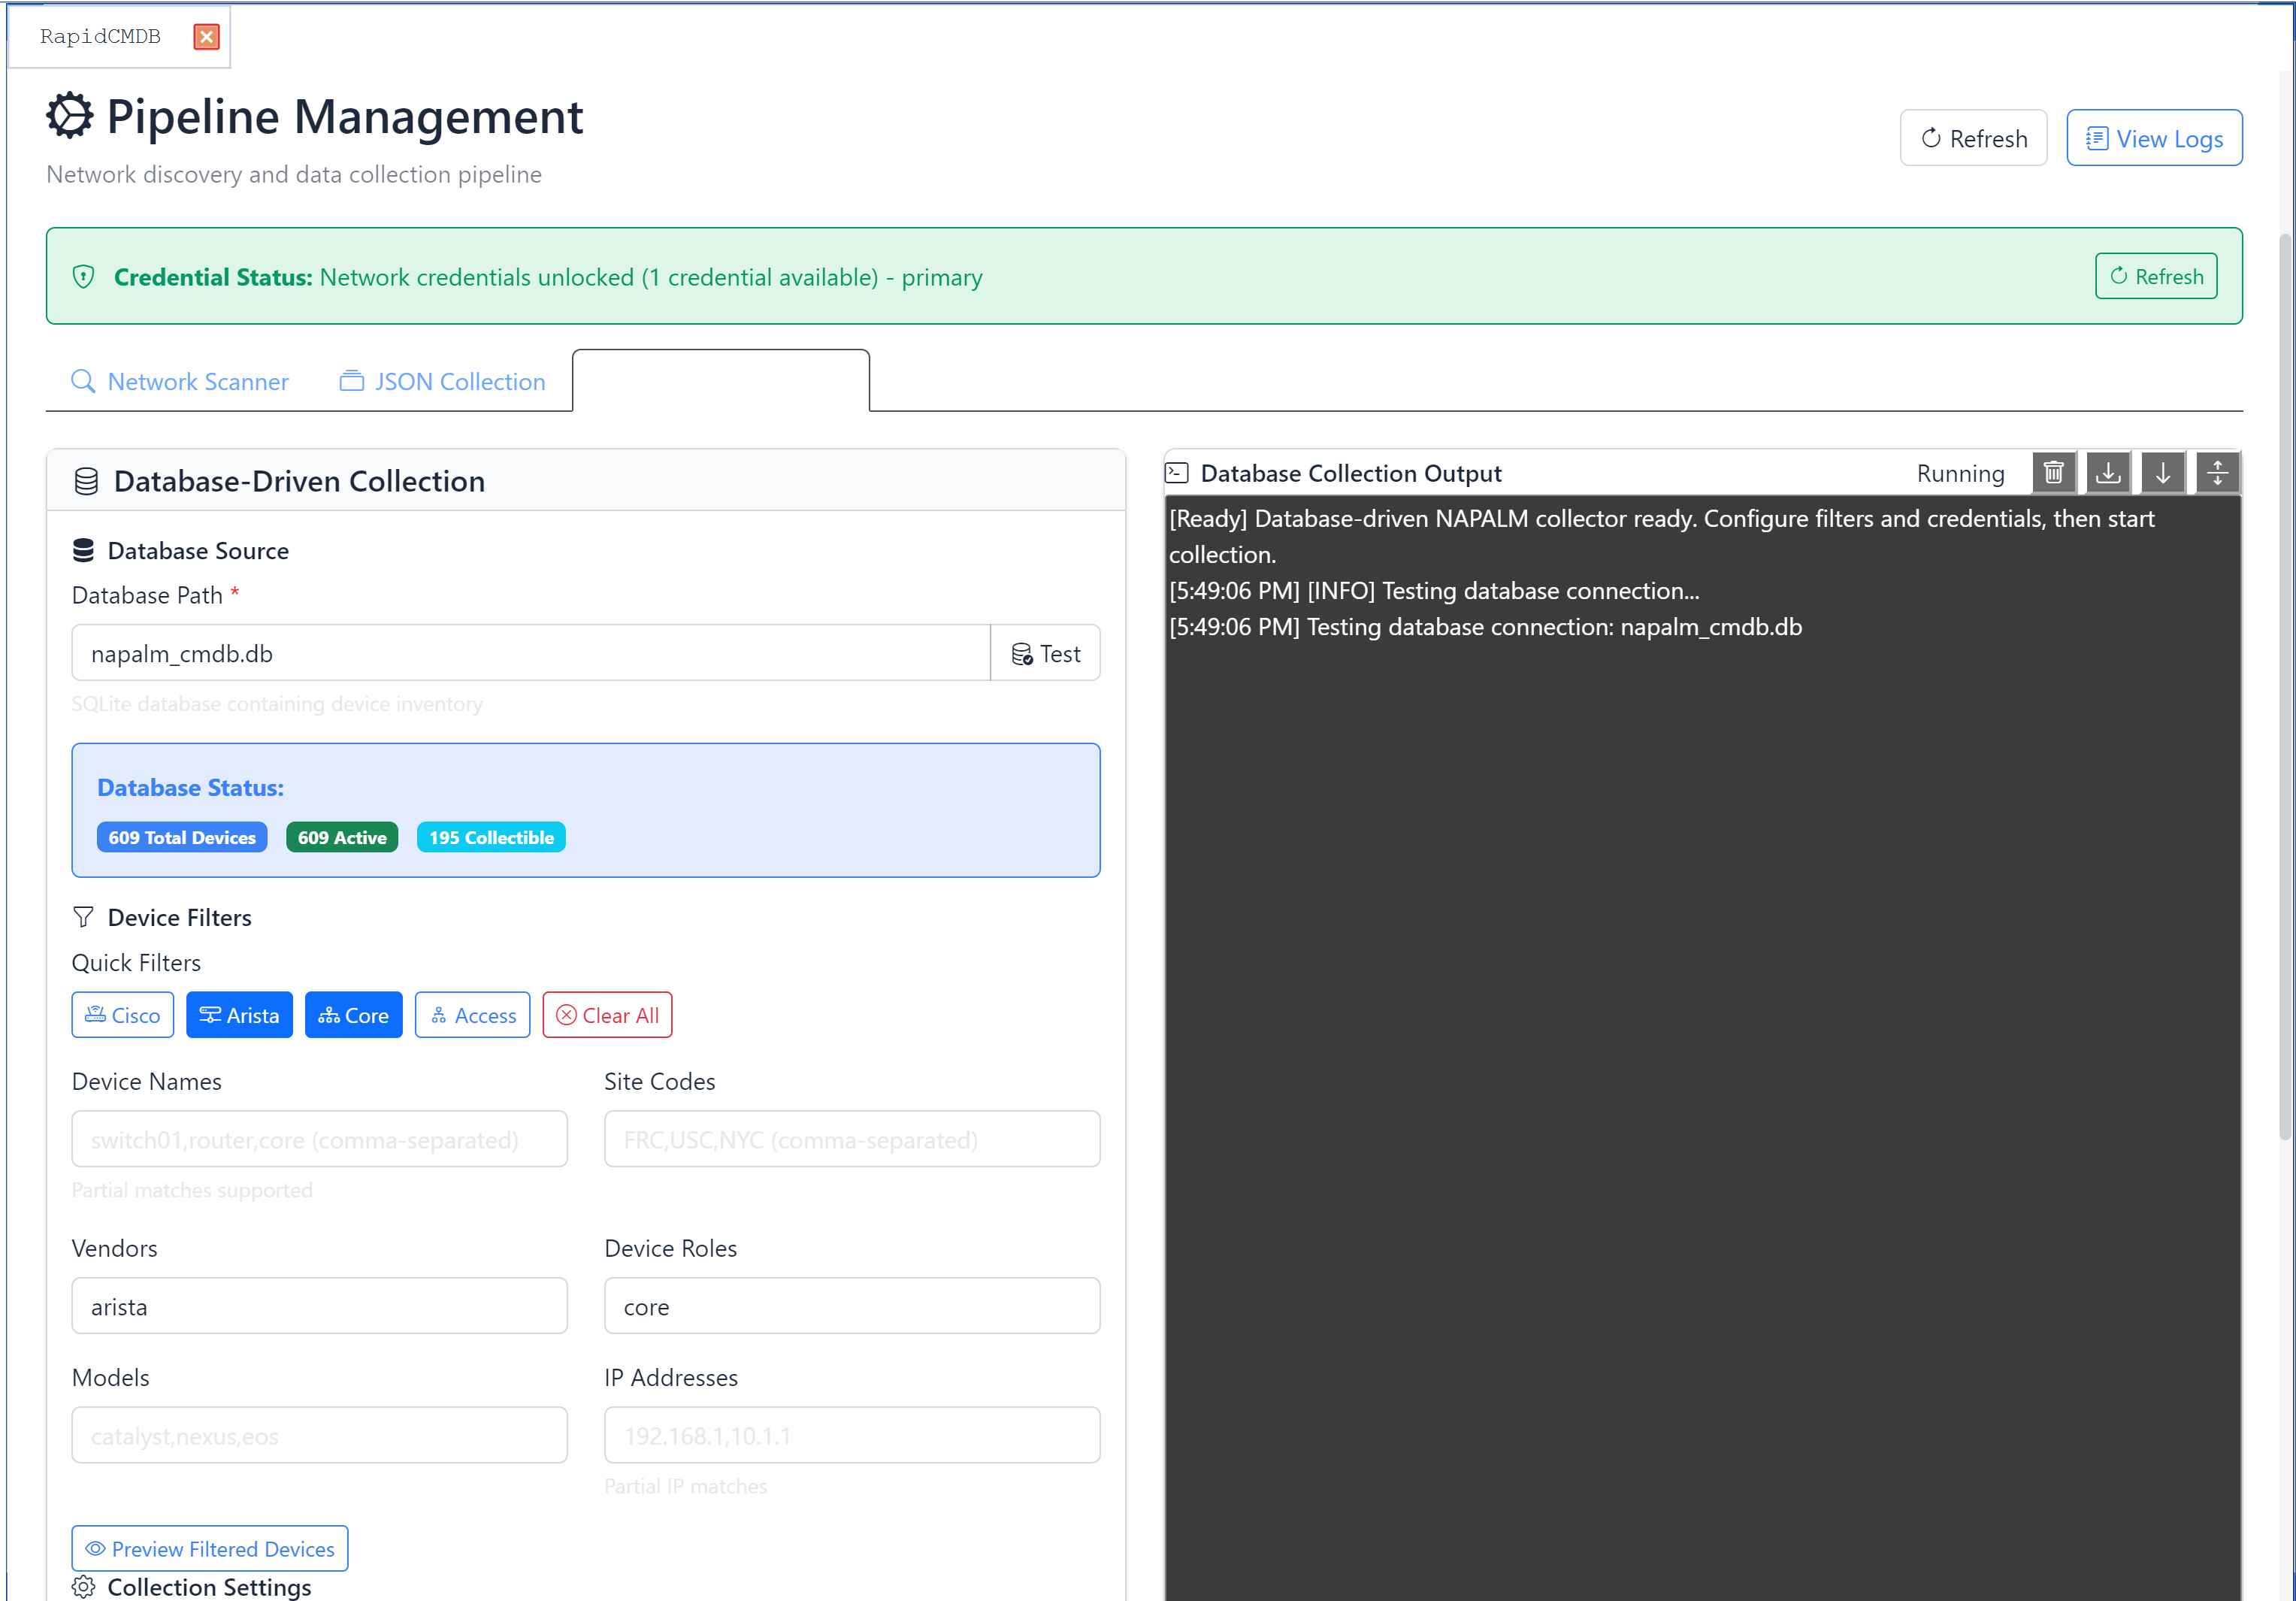 RapidCMDB
Pipeline Management
Network discovery and data collection pipeline
Refresh
View Logs
Credential Status: Network credentials unlocked (1 credential available) - primary
Refresh
Network Scanner
JSON Collection
Database-Driven Collection
Database Source
Database Path *
napalm_cmdb.db
Test
SQLite database containing device inventory
Database Status:
609 Total Devices
609 Active
195 Collectible
Device Filters
Quick Filters
Cisco
Arista
Core
Access
Clear All
Device Names
Site Codes
switch01,router,core (comma-separated)
FRC,USC,NYC (comma-separated)
Partial matches supported
Vendors
Device Roles
arista
core
Models
IP Addresses
catalyst,nexus,eos
192.168.1,10.1.1
Partial IP matches
Preview Filtered Devices
Collection Settings
Database Collection Output
Running
[Ready] Database-driven NAPALM collector ready. Configure filters and credentials, then start
collection.
[5:49:06 PM] [INFO] Testing database connection...
[5:49:06 PM] Testing database connection: napalm_cmdb.db